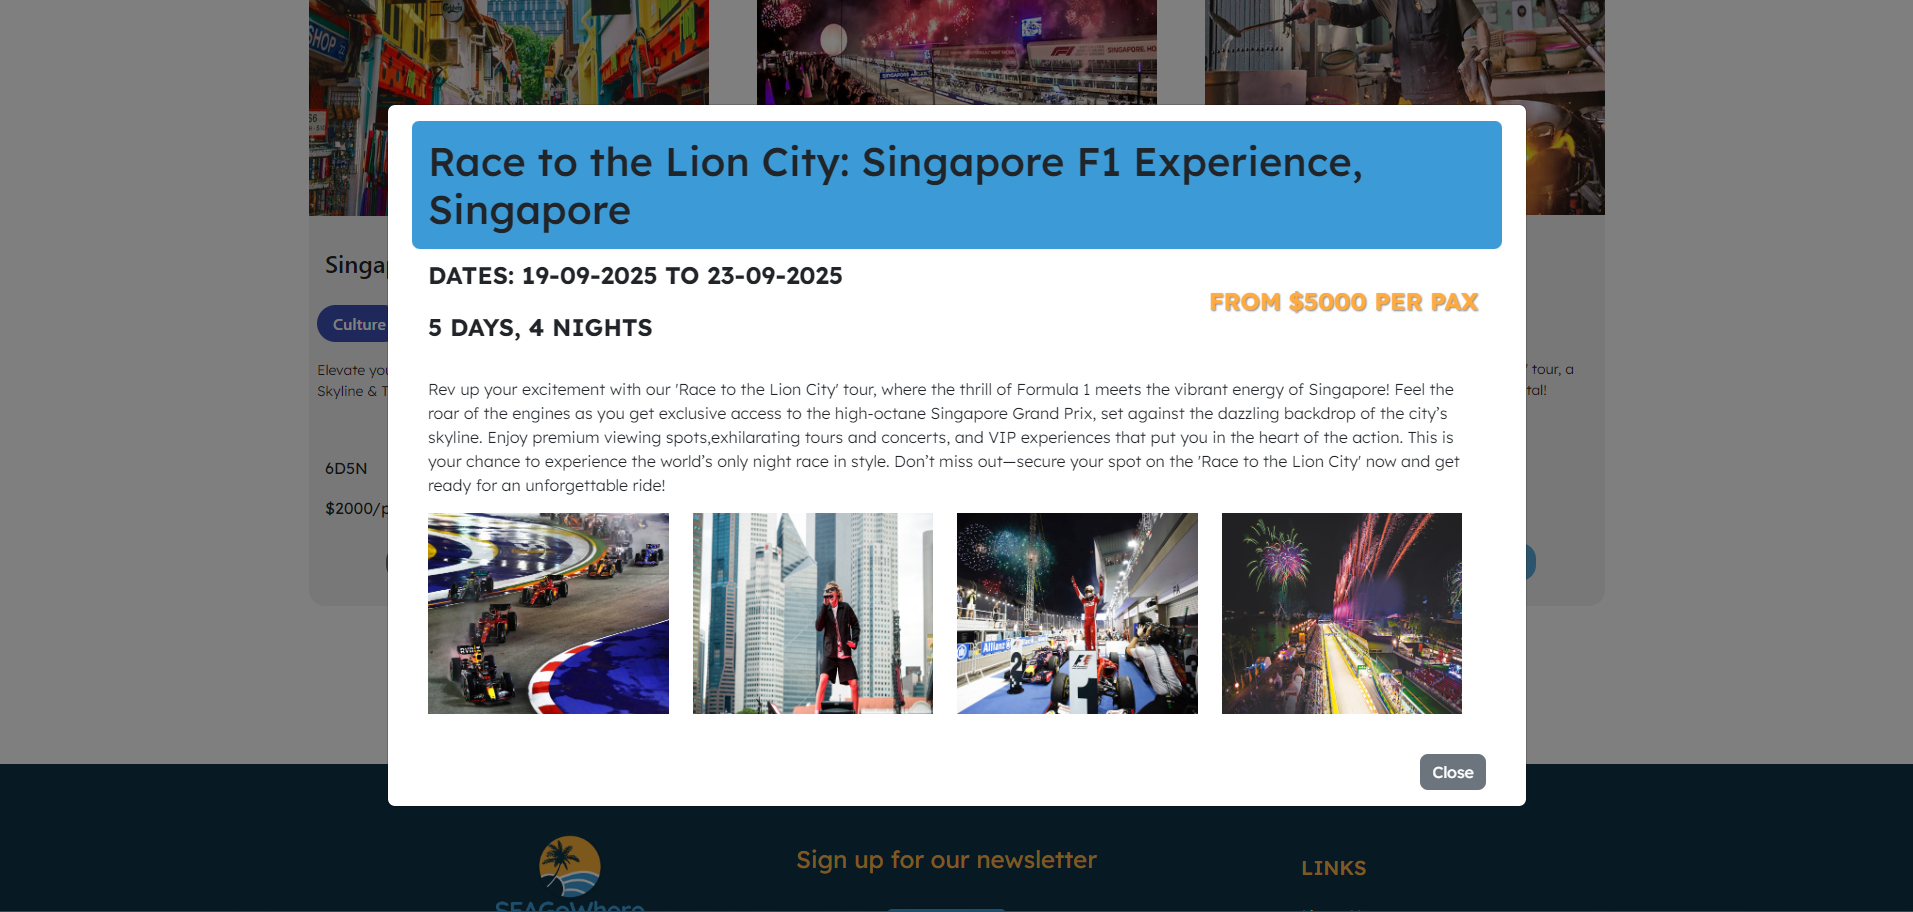 SHOP
SINGAPORE AIRLINES
SINGAPORE
Race to the Lion City: Singapore F1 Experience,
Singapore
DATES: 19-09-2025 TO 23-09-2025
FROM $5000 PER PAX
5 DAYS, 4 NIGHTS
Culture
Elevate
Skyline &
' tour, a
6D5N
$2000/p
Rev up your excitement with our 'Race to the Lion City' tour, where the thrill of Formula 1 meets the vibrant energy of Singapore! Feel the
roar of the engines as you get exclusive access to the high-octane Singapore Grand Prix, set against the dazzling backdrop of the city’s
skyline. Enjoy premium viewing spots,exhilarating tours and concerts, and VIP experiences that put you in the heart of the action. This is
your chance to experience the world’s only night race in style. Don’t miss out—secure your spot on the 'Race to the Lion City' now and get
ready for an unforgettable ride!
Allianz
2
1
Close
Sign up for our newsletter
LINKS
SEAGoWhere